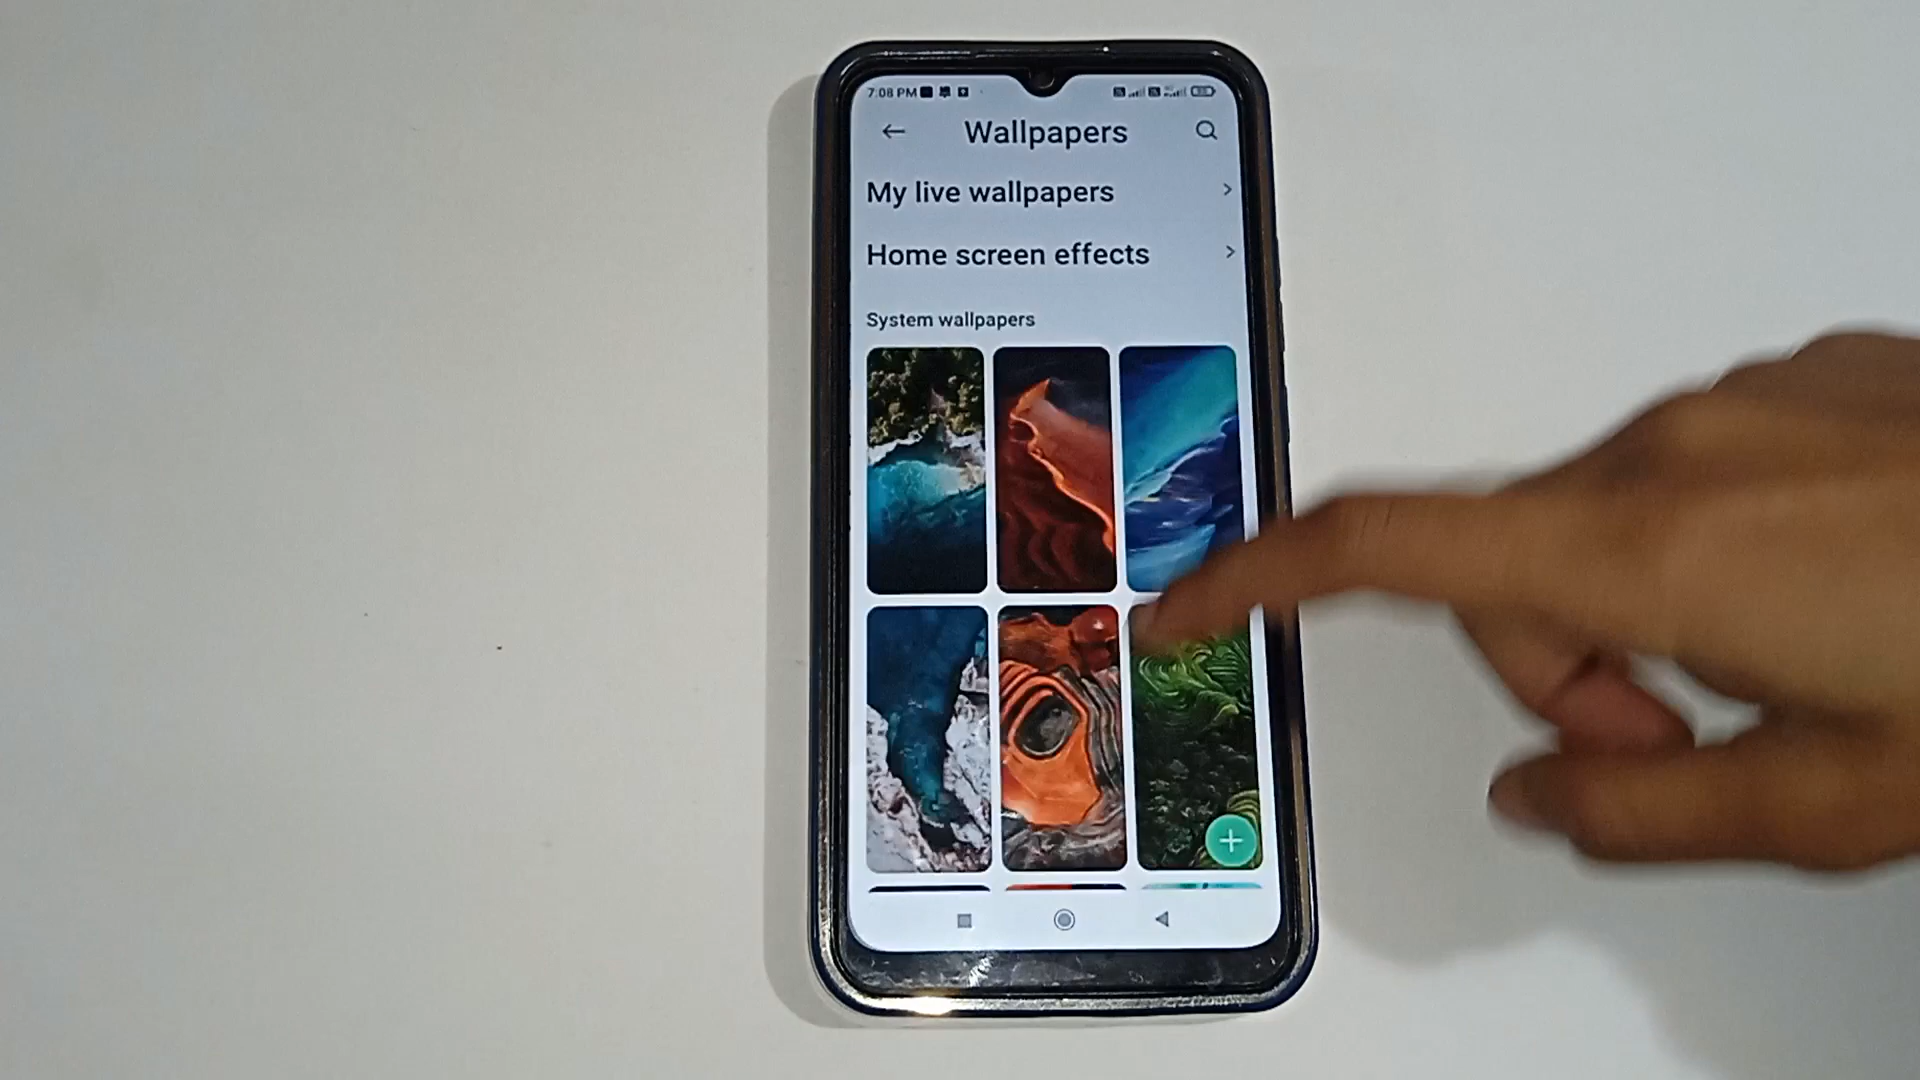 7:08 PM
Wallpapers
My live wallpapers
Home screen effects
System wallpapers